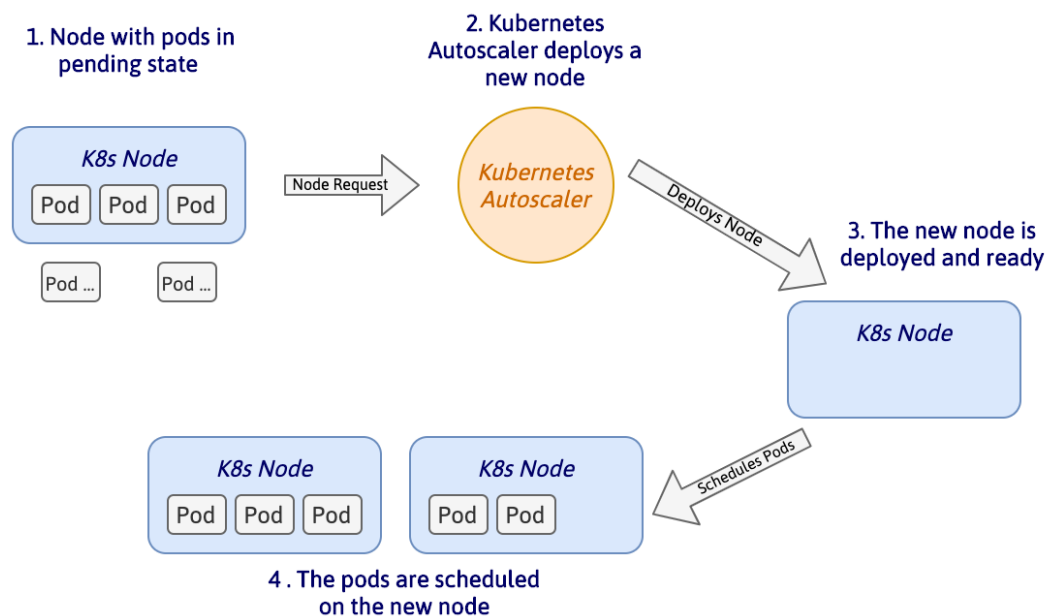 1. Node with pods in
pending state
K8s Node
Pod Pod Pod
Pod ... Pod ...
Node Request
2. Kubernetes
Autoscaler deploys a
new node
Kubernetes
Autoscaler
Deploys Node
3. The new node is
deployed and ready
K8s Node
Schedules Pods
K8s Node
Pod Pod Pod
K8s Node
Pod Pod
4 . The pods are scheduled
on the new node